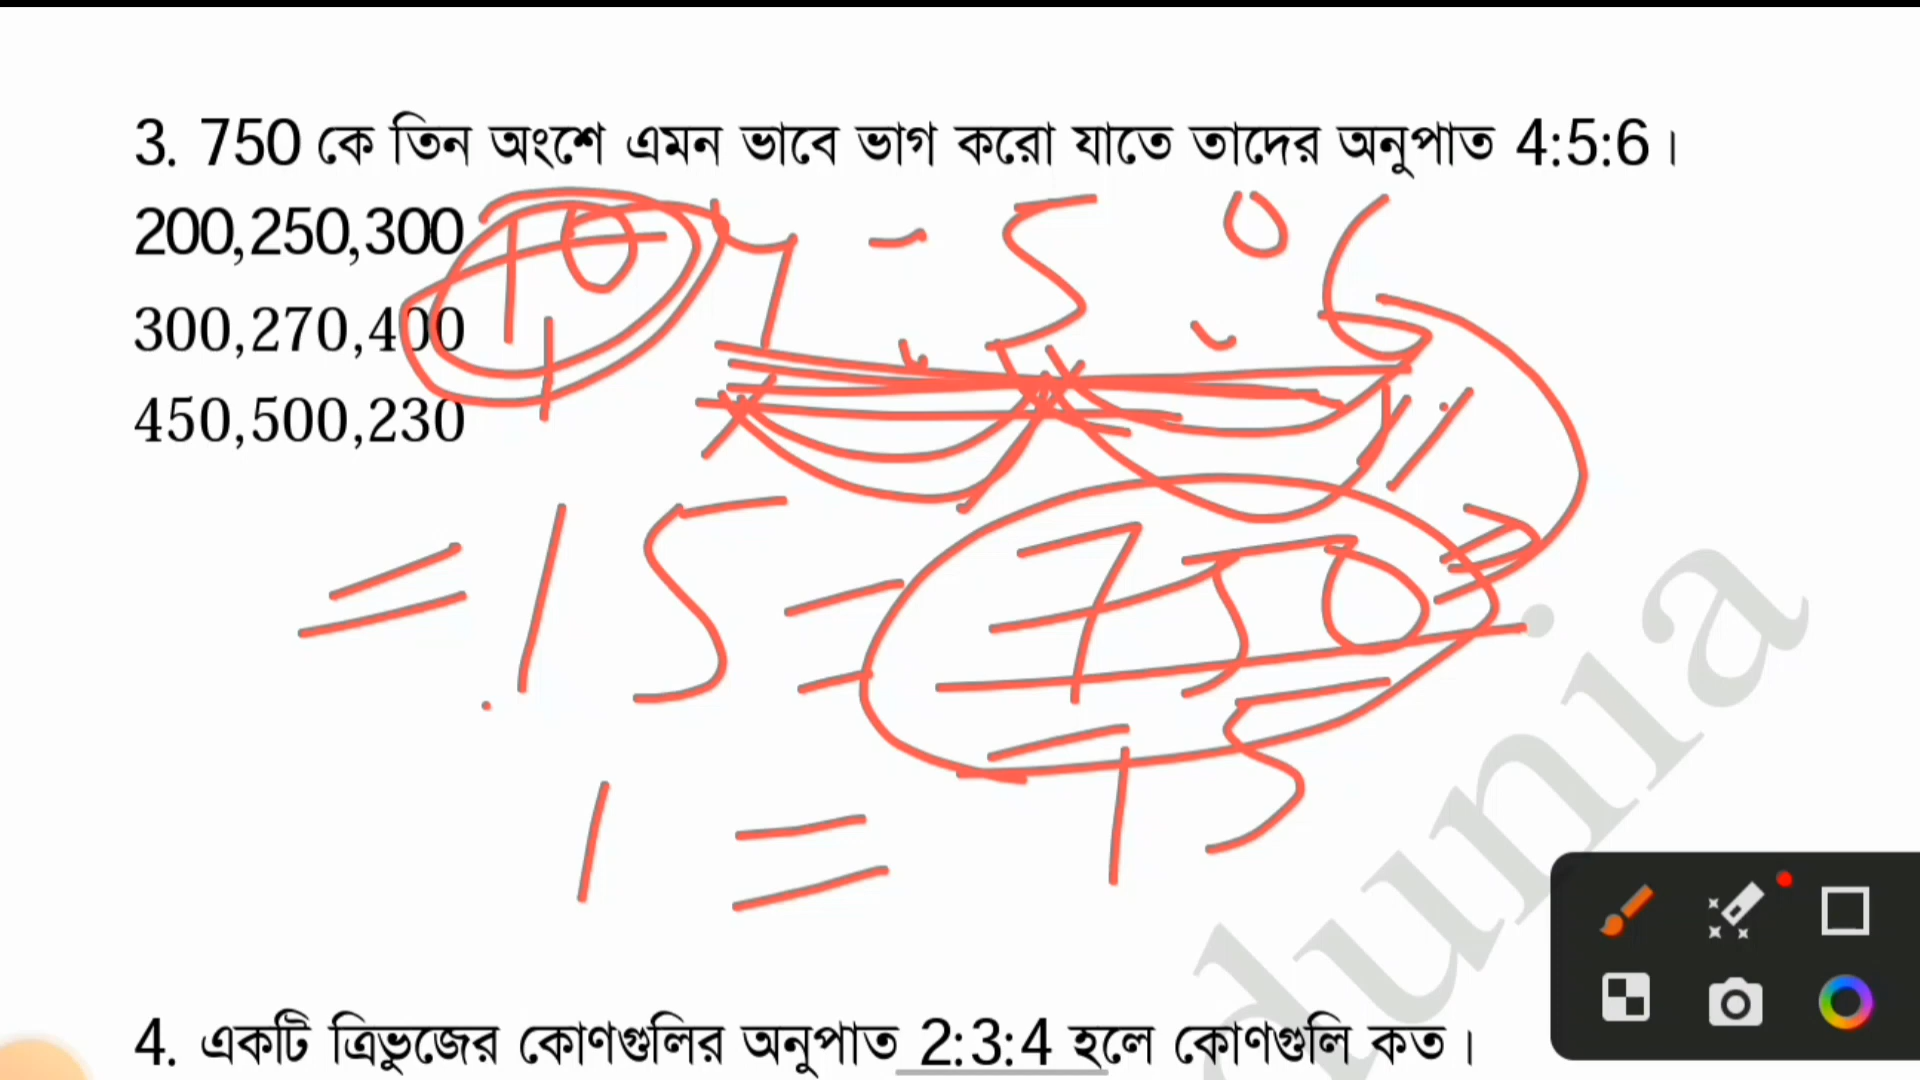 3. 750 কে তিন অংশে এমন ভাবে ভাগ করো যাতে তাদের অনুপাত 4:5:6।
200,250,300
300,270,400
450,500,230
4 - 5 : 6
= 15 = 750
1 = 15
4. একটি ত্রিভুজের কোণগুলির অনুপাত 2:3:4 হলে কোণগুলি কত।